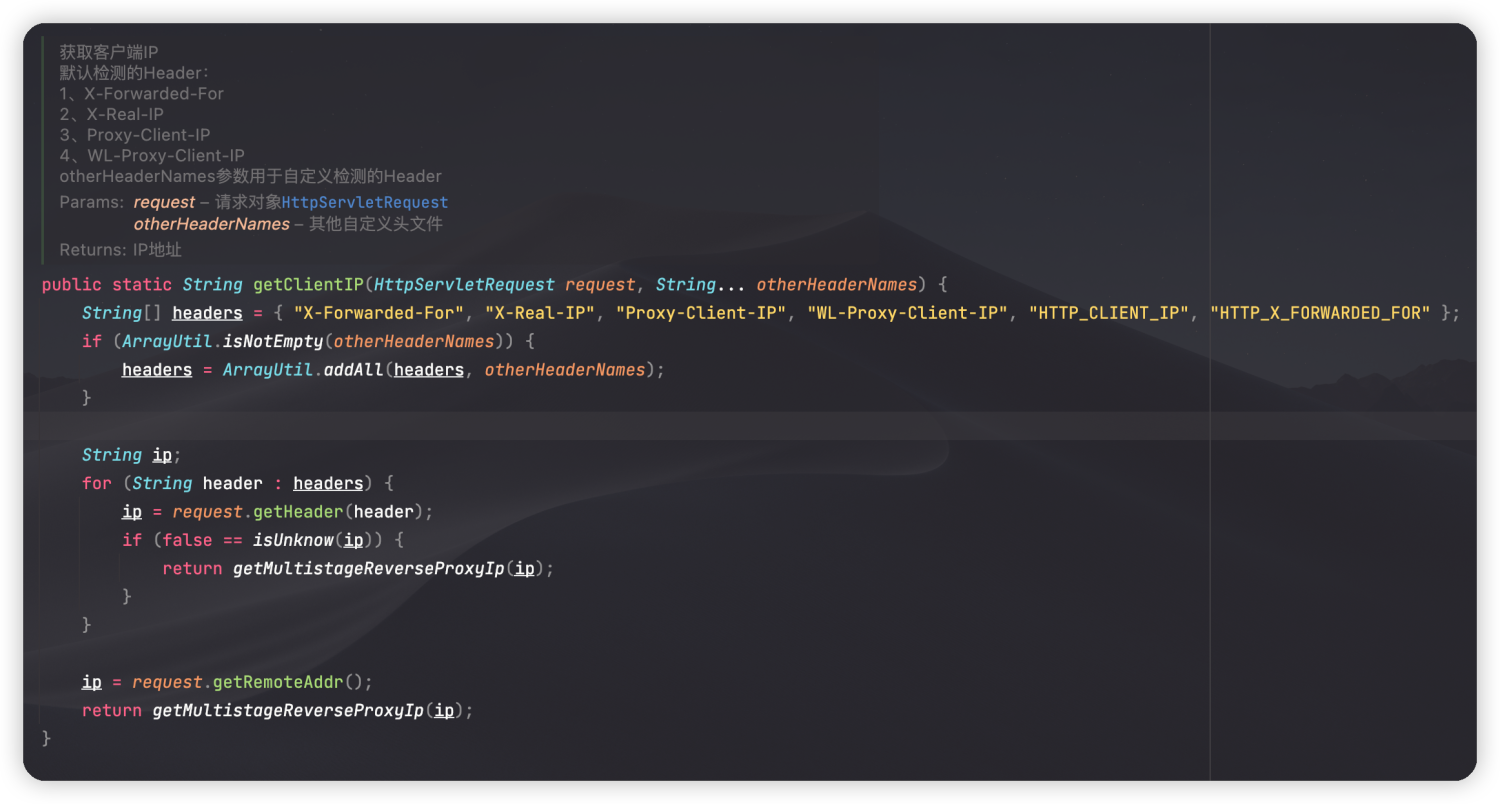 获取客户端IP
默认检测的Header：
1、X-Forwarded-For
2、X-Real-IP
3、Proxy-Client-IP
4、WL-Proxy-Client-IP
otherHeaderNames参数用于自定义检测的Header
Params: request – 请求对象HttpServletRequest
otherHeaderNames – 其他自定义头文件
Returns: IP地址
public static String getClientIP(HttpServletRequest request, String... otherHeaderNames) {
    String[] headers = { "X-Forwarded-For", "X-Real-IP", "Proxy-Client-IP", "WL-Proxy-Client-IP", "HTTP_CLIENT_IP", "HTTP_X_FORWARDED_FOR" };
    if (ArrayUtil.isNotEmpty(otherHeaderNames)) {
        headers = ArrayUtil.addAll(headers, otherHeaderNames);
    }
    String ip;
    for (String header : headers) {
        ip = request.getHeader(header);
        if (false == isUnknow(ip)) {
            return getMultistageReverseProxyIp(ip);
        }
    }
    ip = request.getRemoteAddr();
    return getMultistageReverseProxyIp(ip);
}